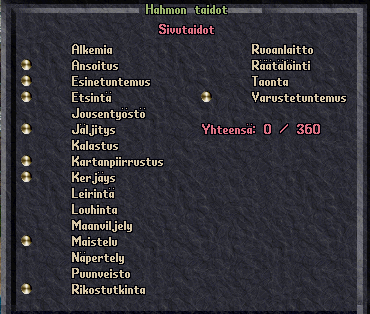 Hahmon taidot
Sivutaidot
Alkemia
Ansoitus
Esinetuntemus
Etsintä
Jousentyöstö
Jäljitys
Kalastus
Kartanpiirrustus
Kerjäys
Leirintä
Louhinta
Maanviljely
Maistelu
Näpertely
Puunveisto
Rikostutkinta
Ruoanlaitto
Räätälöinti
Taonta
Varustetuntemus
Yhteensä: 0 / 360